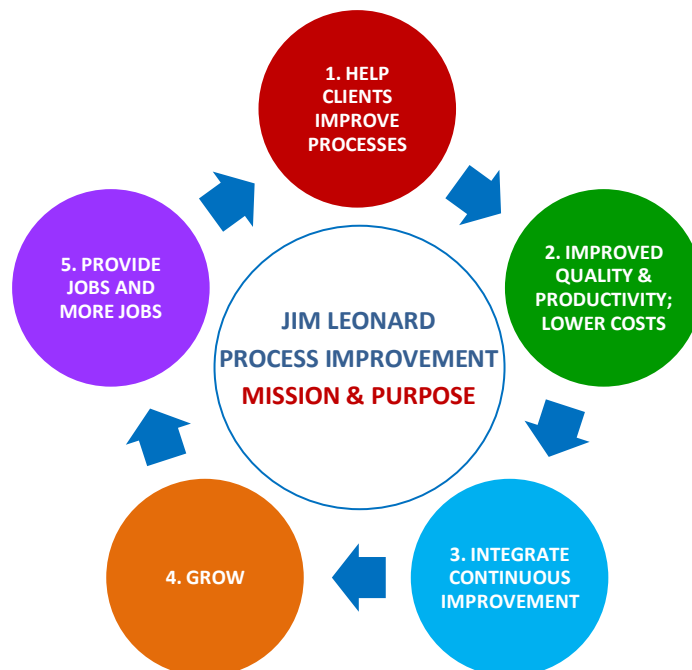 1. HELP
CLIENTS
IMPROVE
PROCESSES
2. IMPROVED
QUALITY &
PRODUCTIVITY;
LOWER COSTS
3. INTEGRATE
CONTINUOUS
IMPROVEMENT
4. GROW
5. PROVIDE
JOBS AND
MORE JOBS
JIM LEONARD
PROCESS IMPROVEMENT
MISSION & PURPOSE